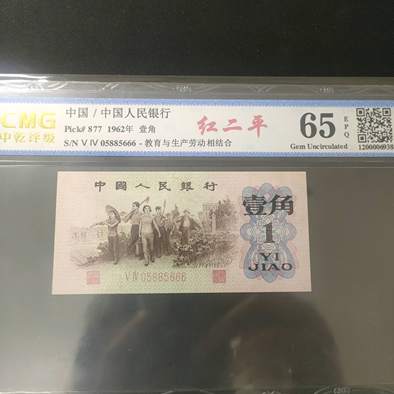 CMG
中乾评级
中国 / 中国人民银行
Pick# 877 1962年 壹角
S/N V IV 05885666 - 教育与生产劳动相结合
红二平
65
EPQ
Gem Uncirculated
中國人民銀行
壹角
1
YI
JIAO
V IV 05885666